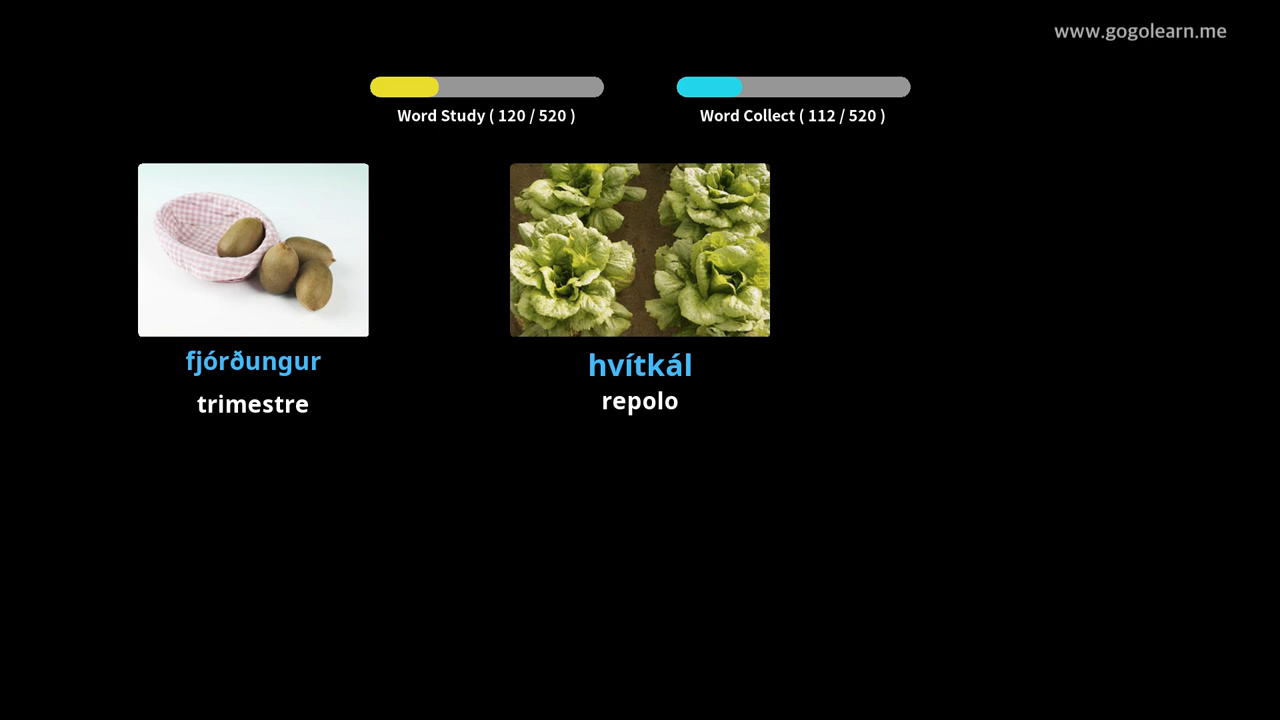 www.gogolearn.me
Word Study ( 120 / 520 )
Word Collect ( 112 / 520 )
fjórðungur
trimestre
hvítkál
repolo